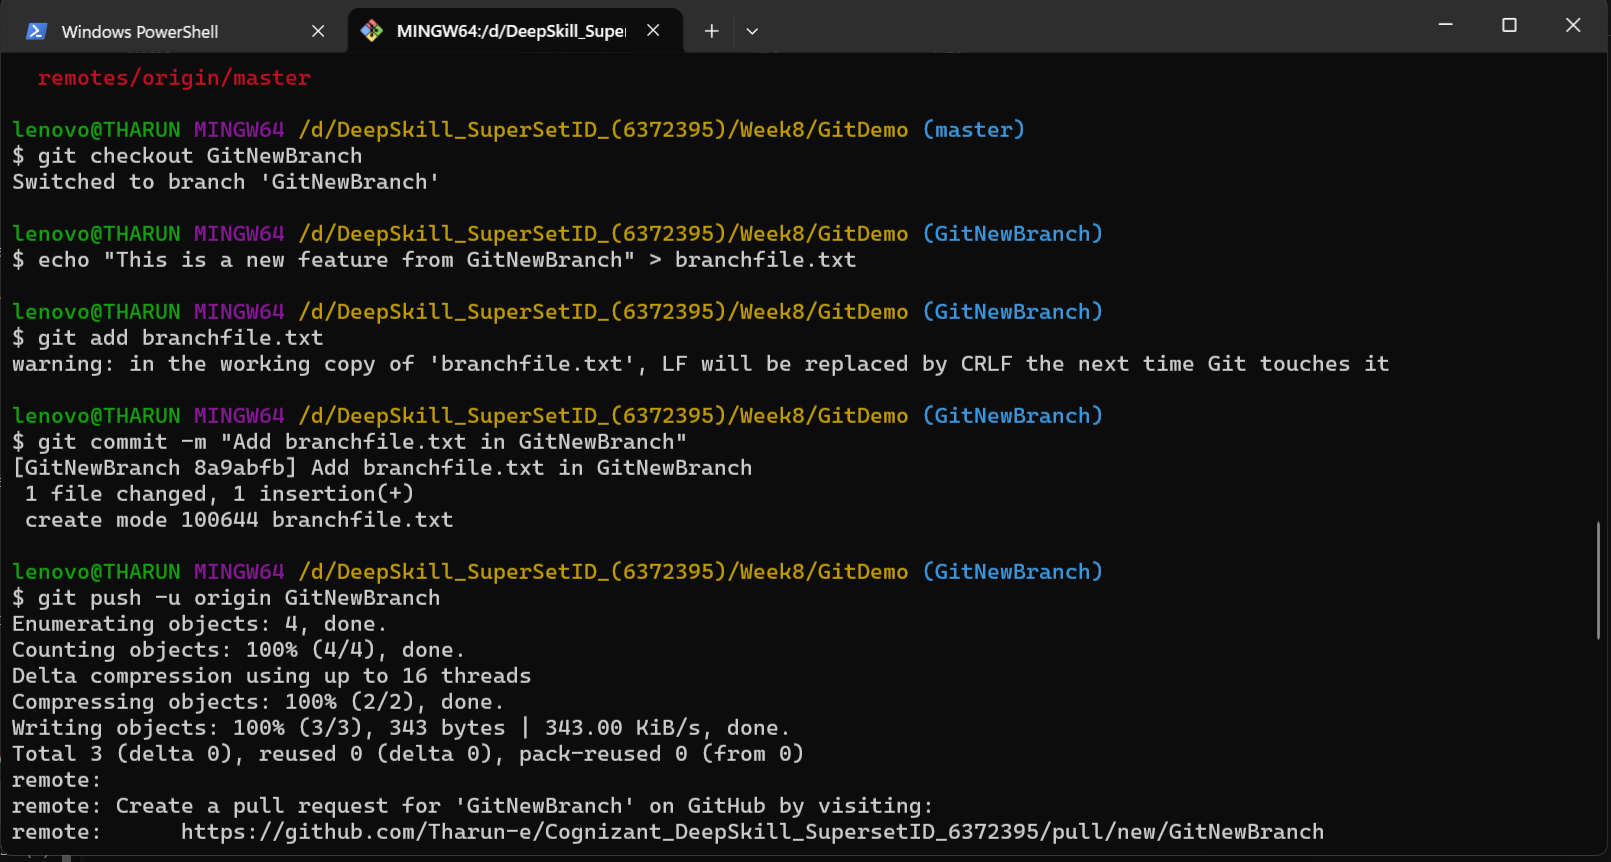 Windows PowerShell
MINGW64:/d/DeepSkill_Super
remotes/origin/master
lenovo@THARUN MINGW64 /d/DeepSkill_SuperSetID_(6372395)/Week8/GitDemo (master)
$ git checkout GitNewBranch
Switched to branch 'GitNewBranch'
lenovo@THARUN MINGW64 /d/DeepSkill_SuperSetID_(6372395)/Week8/GitDemo (GitNewBranch)
$ echo "This is a new feature from GitNewBranch" > branchfile.txt
lenovo@THARUN MINGW64 /d/DeepSkill_SuperSetID_(6372395)/Week8/GitDemo (GitNewBranch)
$ git add branchfile.txt
warning: in the working copy of 'branchfile.txt', LF will be replaced by CRLF the next time Git touches it
lenovo@THARUN MINGW64 /d/DeepSkill_SuperSetID_(6372395)/Week8/GitDemo (GitNewBranch)
$ git commit -m "Add branchfile.txt in GitNewBranch"
[GitNewBranch 8a9abfb] Add branchfile.txt in GitNewBranch
1 file changed, 1 insertion(+)
create mode 100644 branchfile.txt
lenovo@THARUN MINGW64 /d/DeepSkill_SuperSetID_(6372395)/Week8/GitDemo (GitNewBranch)
$ git push -u origin GitNewBranch
Enumerating objects: 4, done.
Counting objects: 100% (4/4), done.
Delta compression using up to 16 threads
Compressing objects: 100% (2/2), done.
Writing objects: 100% (3/3), 343 bytes | 343.00 KiB/s, done.
Total 3 (delta 0), reused 0 (delta 0), pack-reused 0 (from 0)
remote:
remote: Create a pull request for 'GitNewBranch' on GitHub by visiting:
remote:      https://github.com/Tharun-e/Cognizant_DeepSkill_SupersetID_6372395/pull/new/GitNewBranch